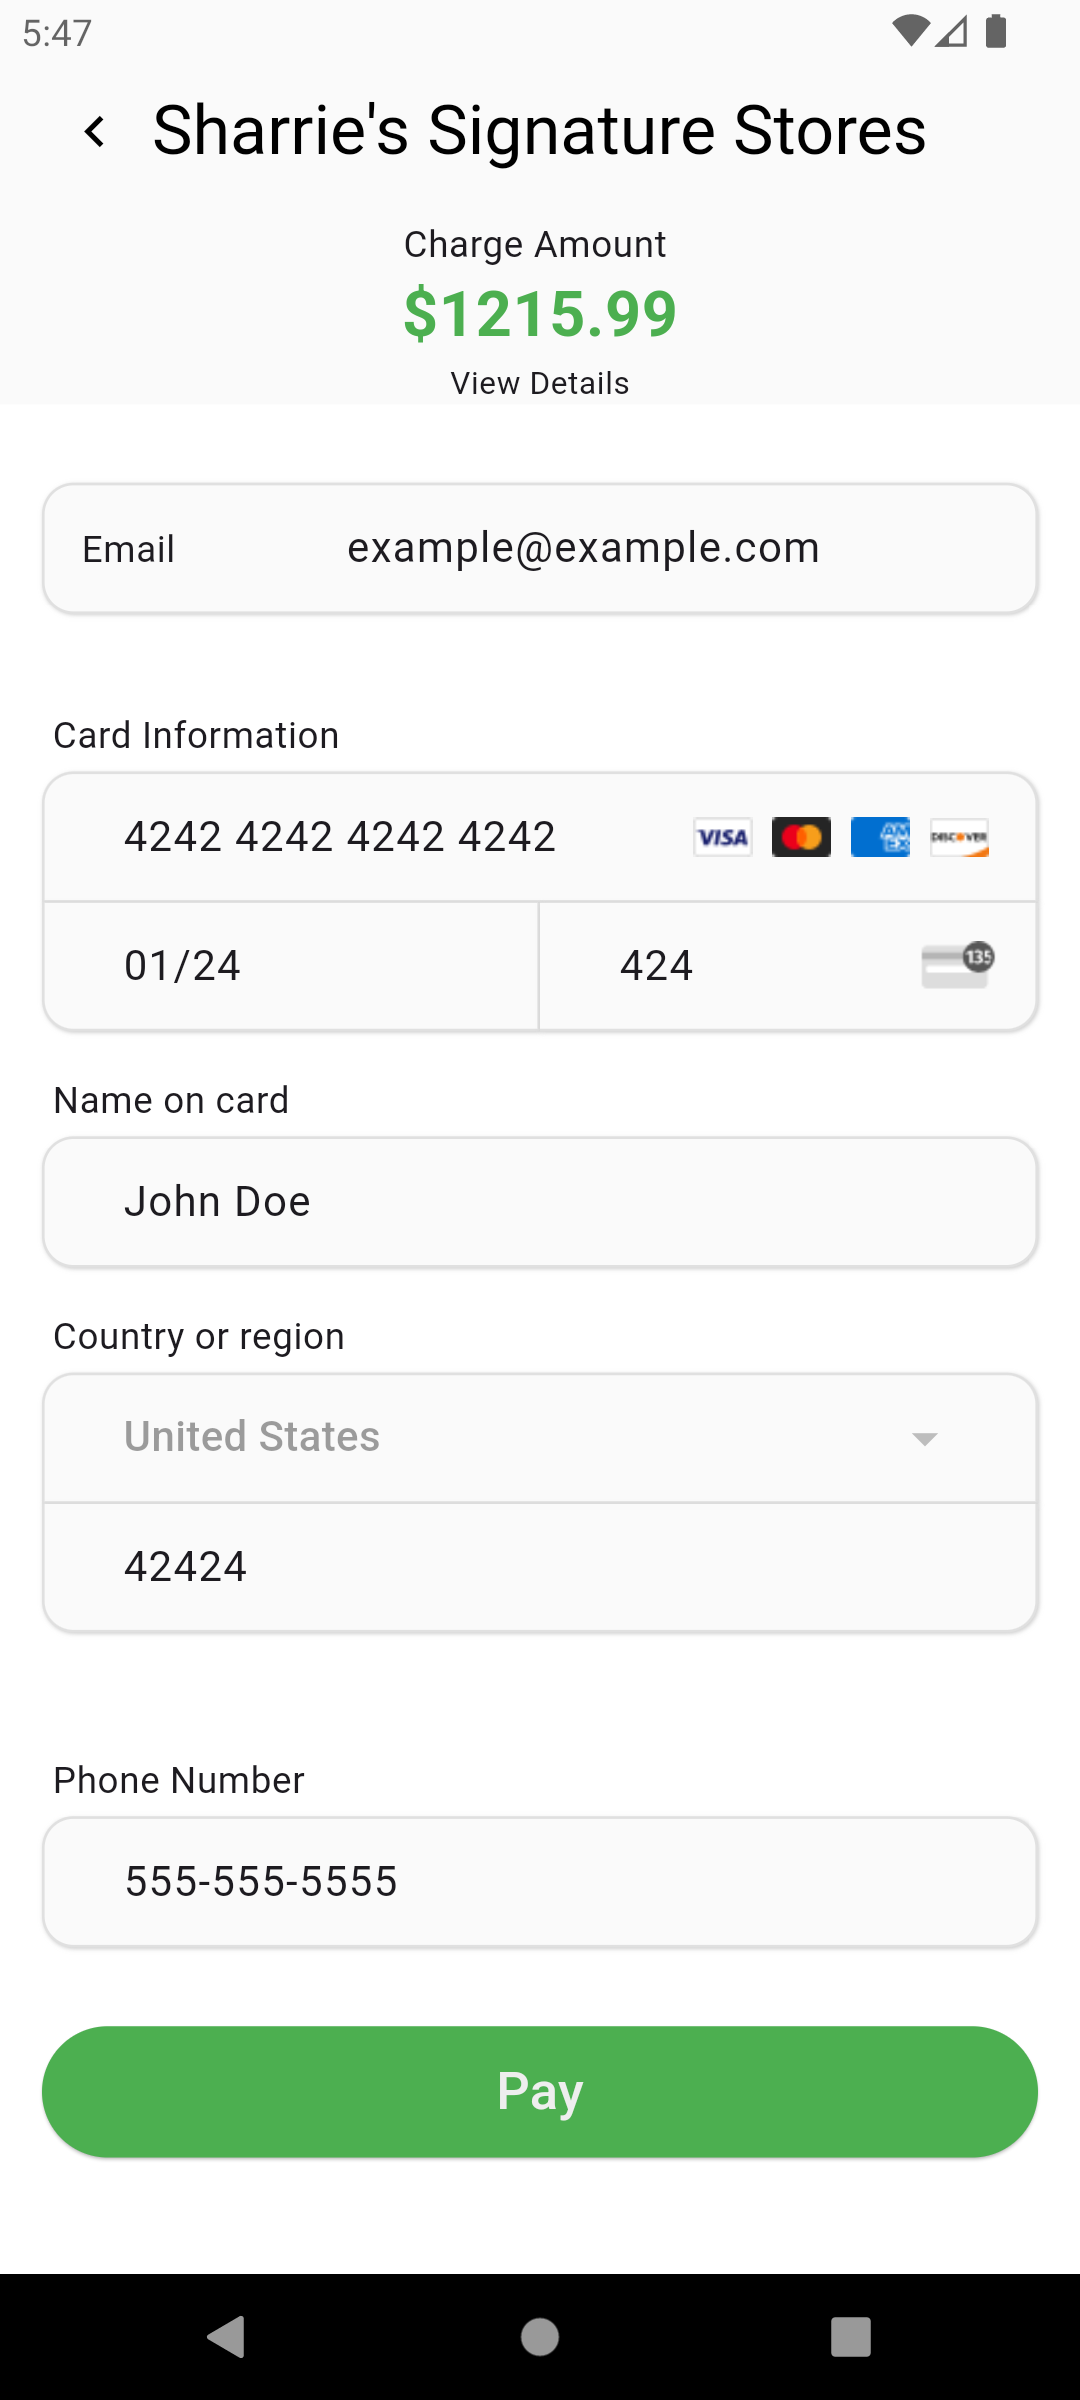 5:47
Sharrie's Signature Stores
Charge Amount
$1215.99
View Details
Email example@example.com
Card Information
4242 4242 4242 4242 VISA AM EX DISCOVER
01/24 424 135
Name on card
John Doe
Country or region
United States
42424
Phone Number
555-555-5555
Pay